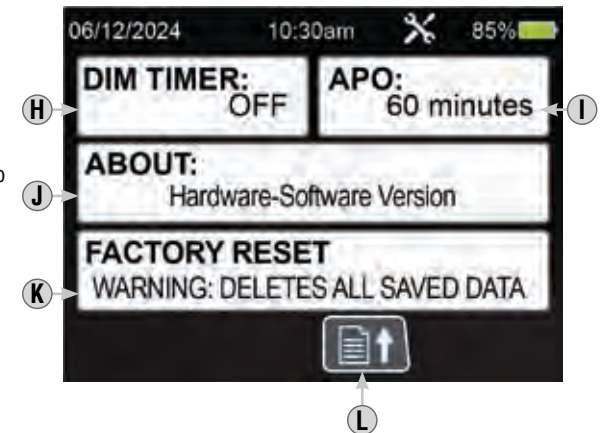 06/12/2024 10:30am 85%
DIM TIMER:
OFF
APO:
60 minutes
H
I
ABOUT:
Hardware-Software Version
J
FACTORY RESET
WARNING: DELETES ALL SAVED DATA
K
L